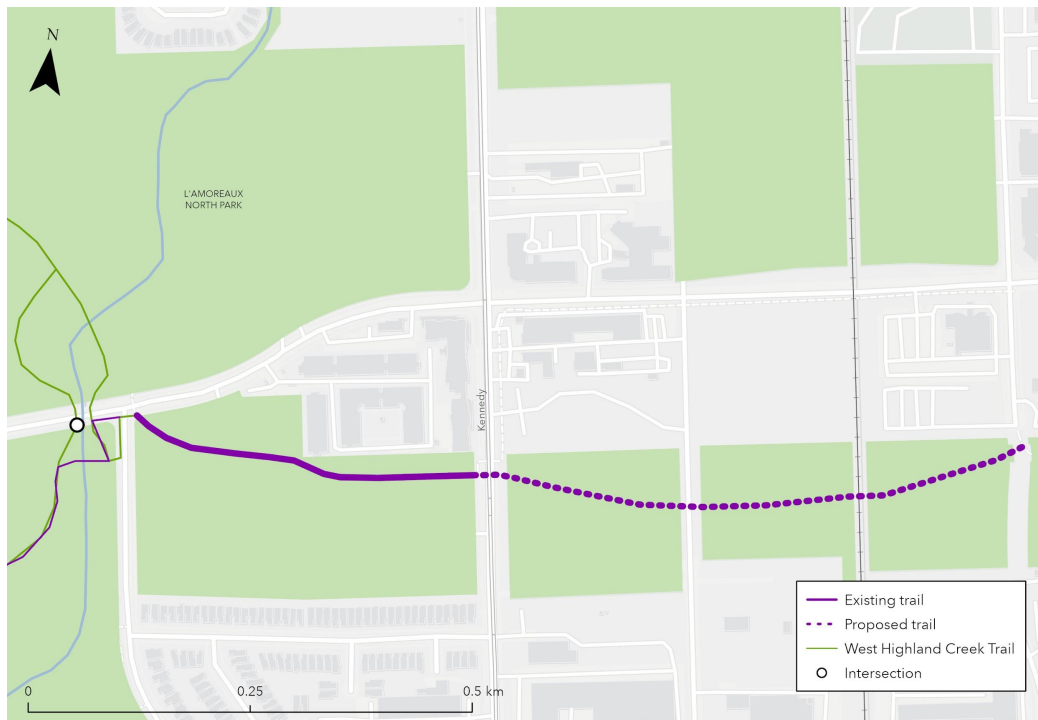 N
L'AMOREAUX
NORTH PARK
Kennedy
Existing trail
Proposed trail
West Highland Creek Trail
Intersection
0
0.25
0.5 km